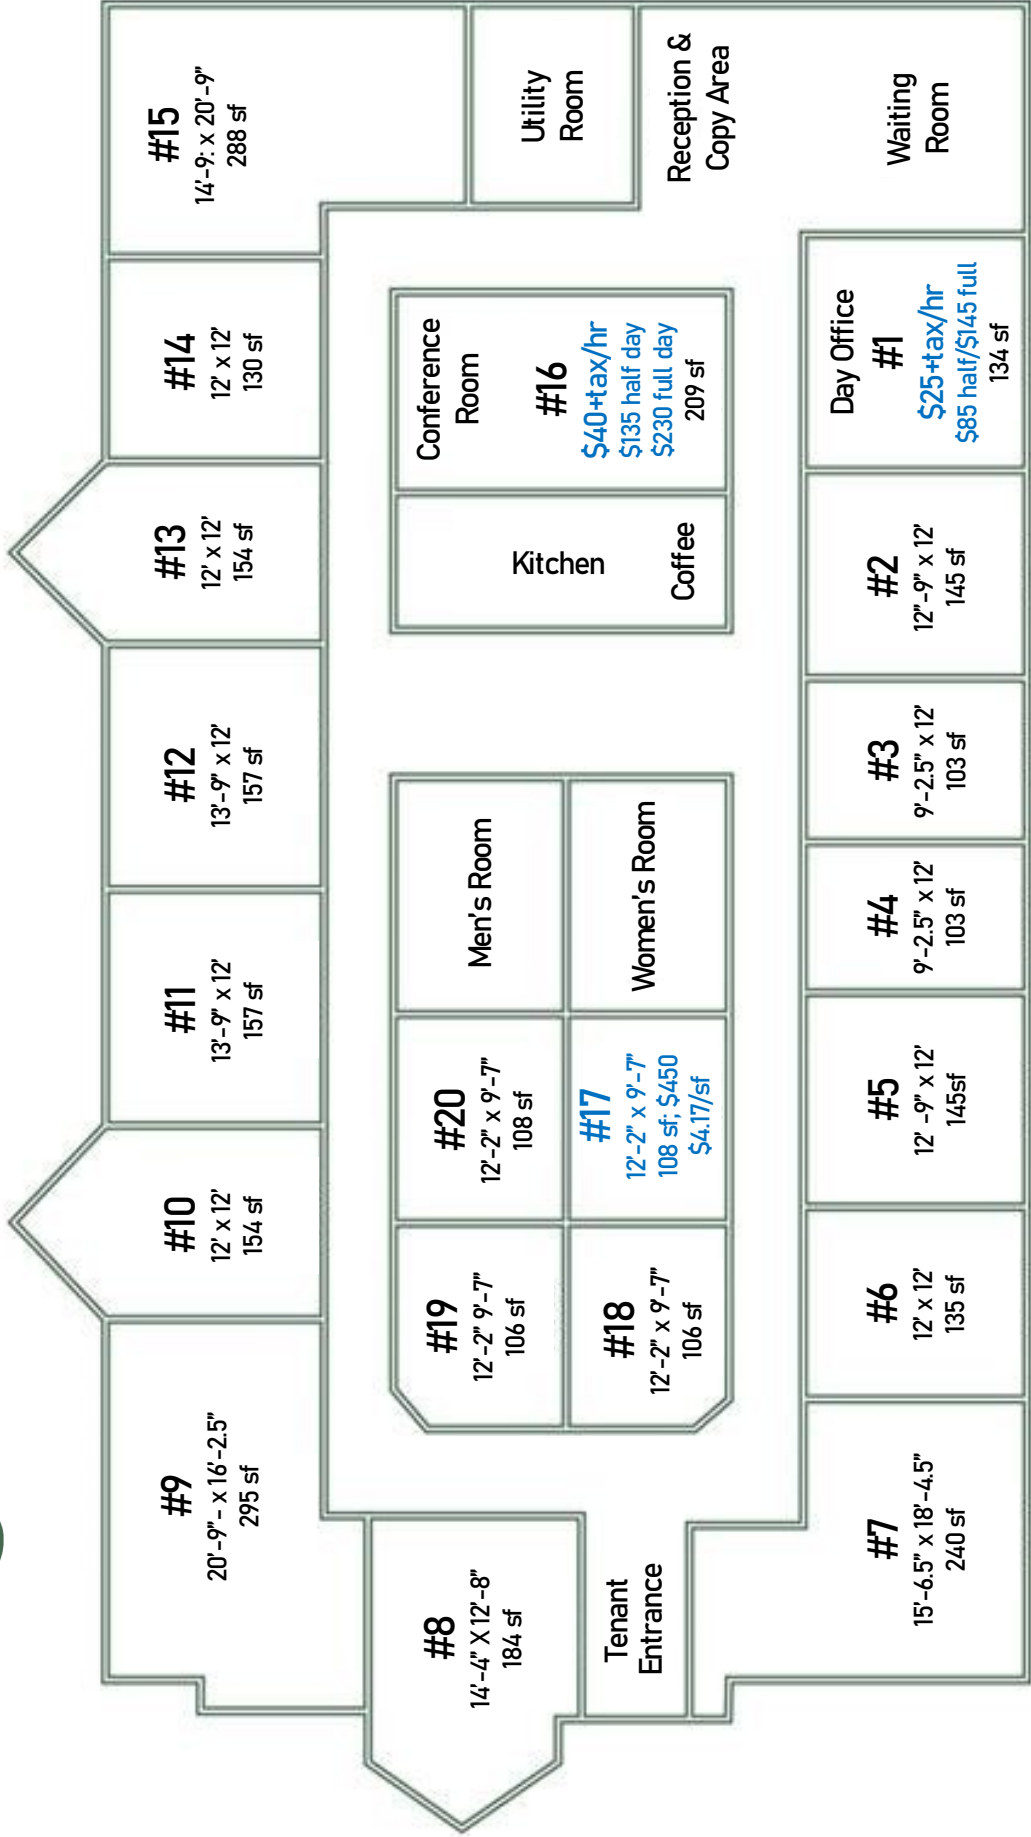 #9
20'-9"- x 16'-2.5"
295 sf
#10
12' x 12'
154 sf
#11
13'-9" x 12'
157 sf
#12
13'-9" x 12'
157 sf
#13
12' x 12'
154 sf
#14
12' x 12'
130 sf
#15
14'-9: x 20'-9"
288 sf
#8
14'-4" X 12'-8"
184 sf
#19
12'-2" 9'-7"
106 sf
#20
12'-2" x 9'-7"
108 sf
Men's Room
Kitchen
Coffee
Conference
Room
#16
$40+tax/hr
$135 half day
$230 full day
209 sf
Utility
Room
Tenant
Entrance
#18
12'-2" x 9'-7"
106 sf
#17
12'-2" x 9'-7"
108 sf; $450
$4.17/sf
Women's Room
Reception &
Copy Area
Waiting
Room
#7
15'-6.5" x 18'-4.5"
240 sf
#6
12' x 12'
135 sf
#5
12' -9" x 12'
145sf
#4
9'-2.5" x 12'
103 sf
#3
9'-2.5" x 12'
103 sf
#2
12"-9" x 12'
145 sf
Day Office
#1
$25+tax/hr
$85 half/$145 full
134 sf